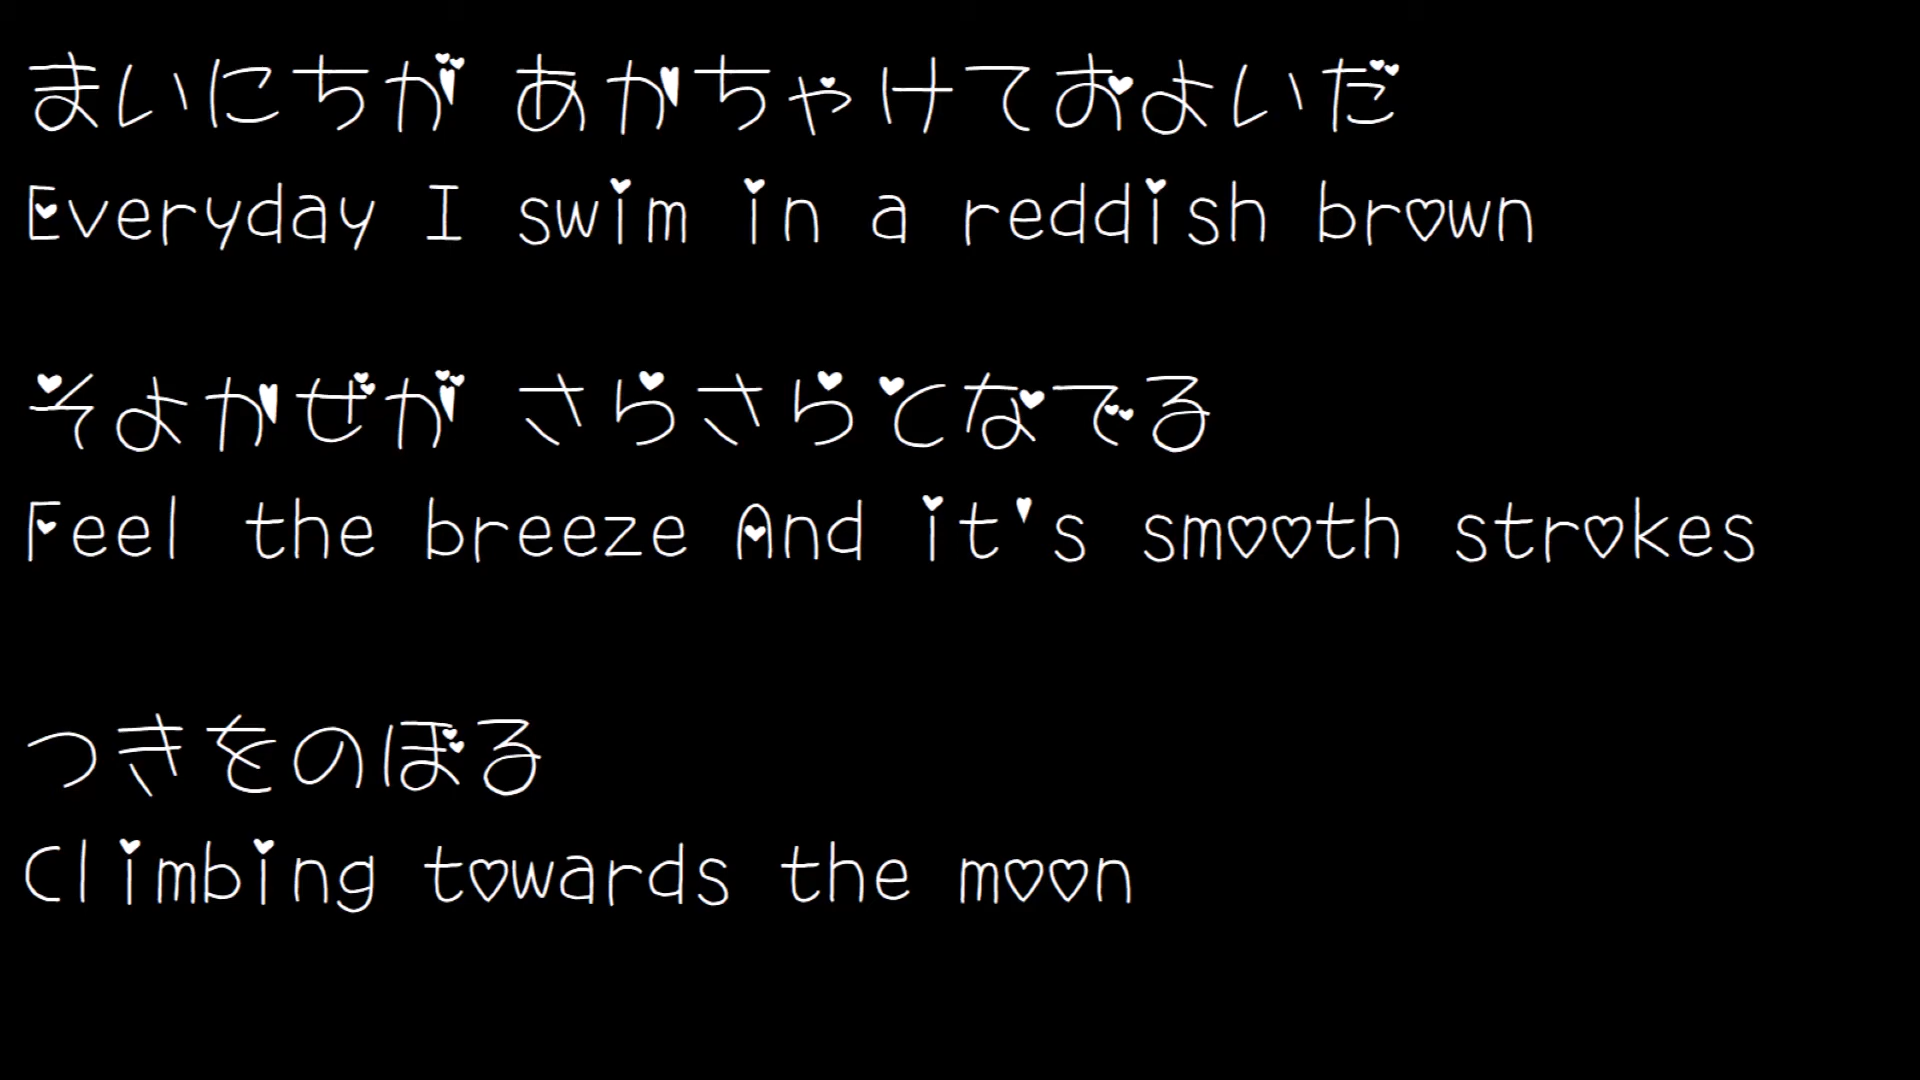 まいにちが あかちゃけておよいだ
Everyday I swim in a reddish brown
そよかぜが さらさらとなでる
Feel the breeze And it's smooth strokes
つきをのぼる
Climbing towards the moon